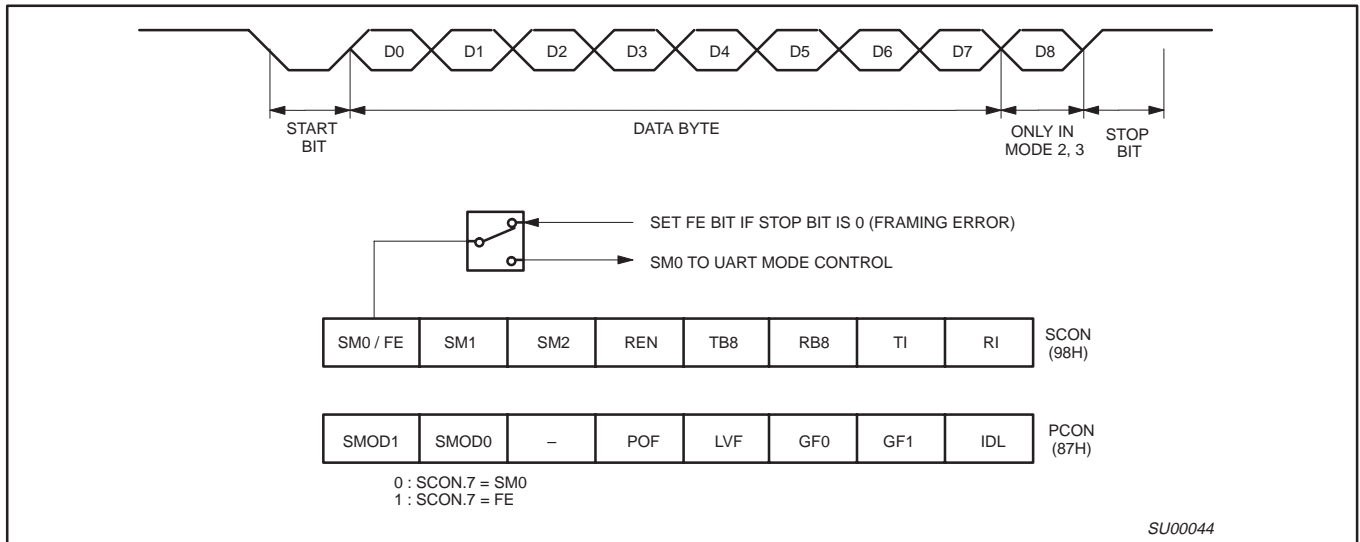 D0 D1 D2 D3 D4 D5 D6 D7 D8
START
BIT
DATA BYTE
ONLY IN
MODE 2, 3
STOP
BIT
SET FE BIT IF STOP BIT IS 0 (FRAMING ERROR)
SM0 TO UART MODE CONTROL
SM0 / FE SM1 SM2 REN TB8 RB8 TI RI
SCON
(98H)
SMOD1 SMOD0 – POF LVF GF0 GF1 IDL
PCON
(87H)
0 : SCON.7 = SM0
1 : SCON.7 = FE
SU00044